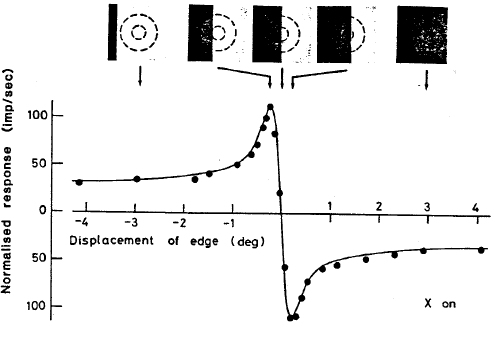 Normalised response (imp/sec)
100
50
0
50
100
-4 -3 -2 -1 1 2 3 4
Displacement of edge (deg)
X on